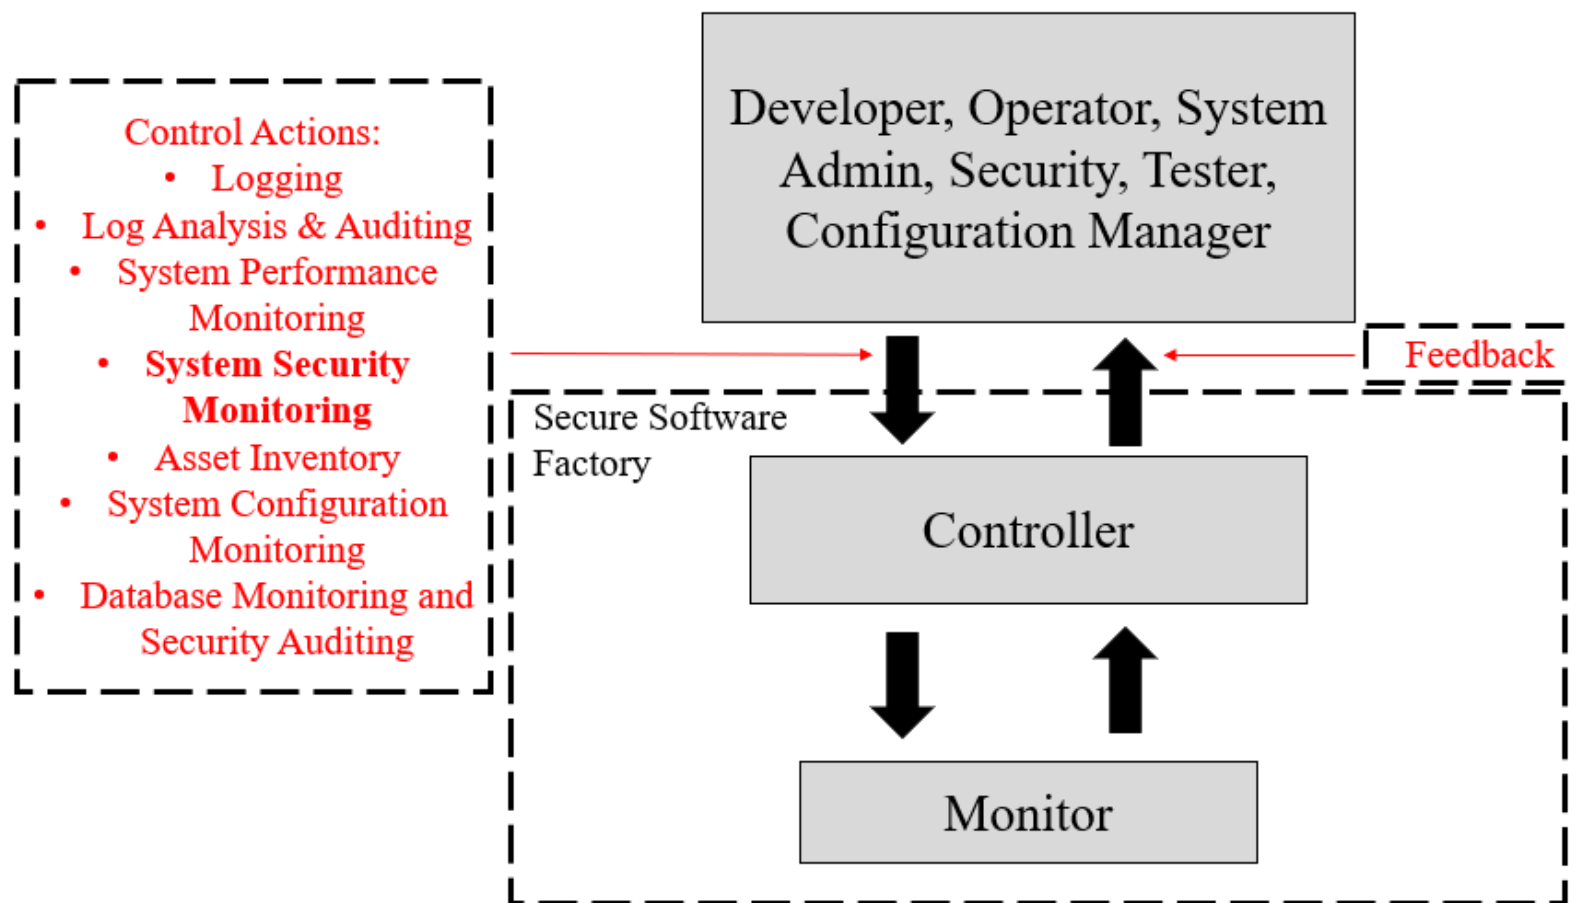 Control Actions:
• Logging
• Log Analysis & Auditing
• System Performance
Monitoring
• System Security
Monitoring
• Asset Inventory
• System Configuration
Monitoring
• Database Monitoring and
Security Auditing
Developer, Operator, System
Admin, Security, Tester,
Configuration Manager
Feedback
Secure Software
Factory
Controller
Monitor